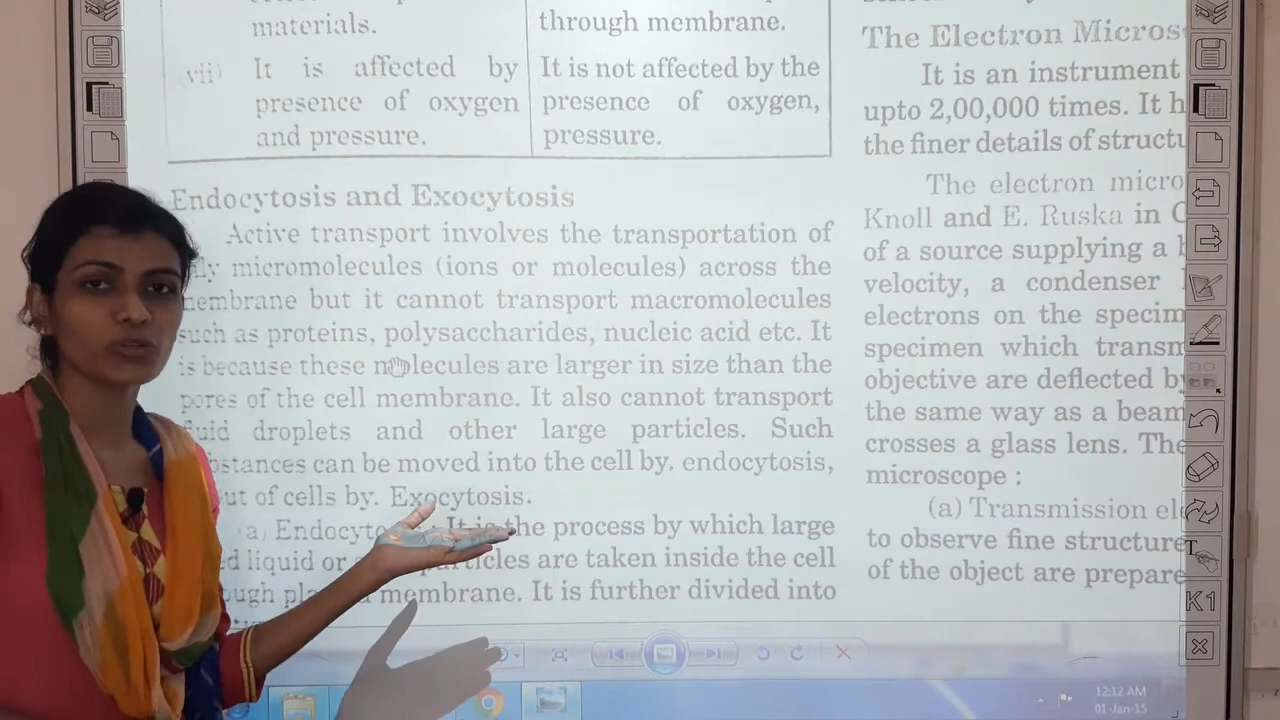 materials.
through membrane.
(vii) It is affected by presence of oxygen and pressure.
It is not affected by the presence of oxygen, pressure.
Endocytosis and Exocytosis
Active transport involves the transportation of
micromolecules (ions or molecules) across the
membrane but it cannot transport macromolecules
such as proteins, polysaccharides, nucleic acid etc. It
is because these molecules are larger in size than the
pores of the cell membrane. It also cannot transport
fluid droplets and other large particles. Such
can be moved into the cell by. endocytosis,
of cells by. Exocytosis.
It is the process by which large
liquid or are taken inside the cell
membrane. It is further divided into
The Electron Micros
It is an instrument
upto 2,00,000 times. It h
the finer details of structu
The electron micro
Knoll and E. Ruska in
of a source supplying a
velocity, a condenser
electrons on the specim
specimen which transm
objective are deflected by
the same way as a beam
crosses a glass lens. The
microscope :
(a) Transmission ele
to observe fine structure
of the object are prepare
K1
12:12 AM
01-Jan-15